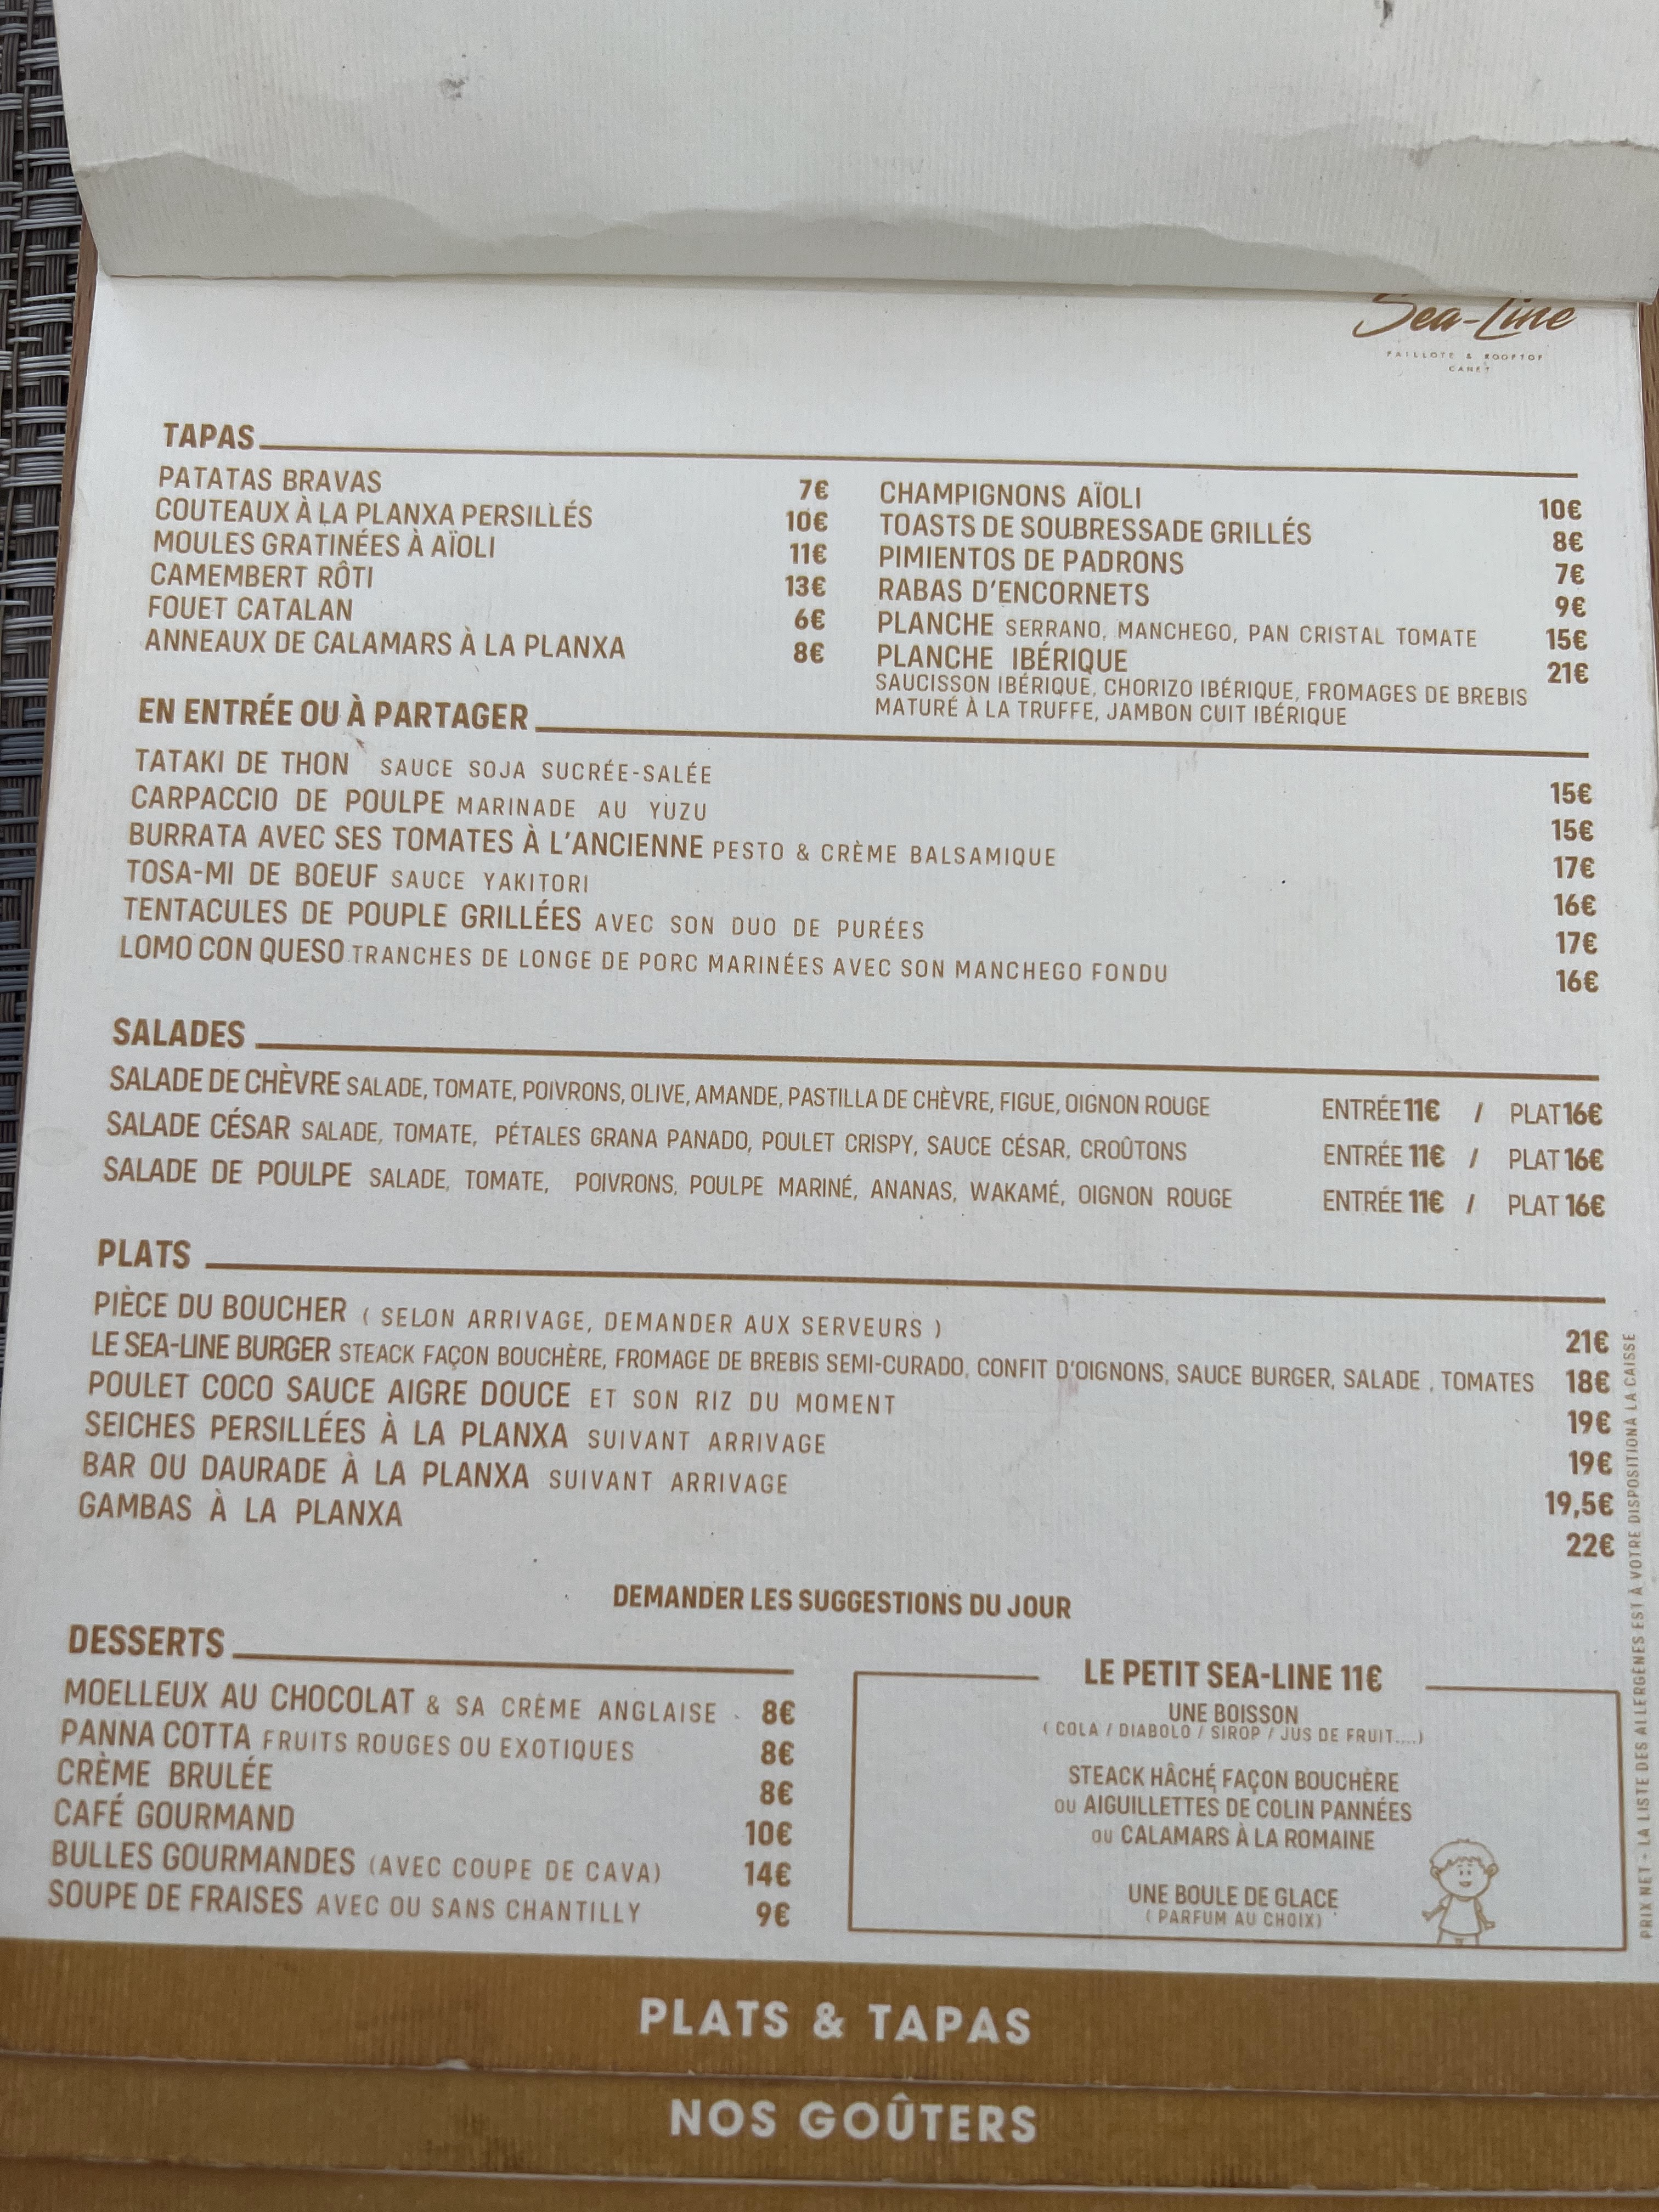 Sea-Line
PAILLOTE & ROOFTOP
CANET
TAPAS
PATATAS BRAVAS 7€
COUTEAUX À LA PLANXA PERSILLÉS 10€
MOULES GRATINÉES À AÏOLI 11€
CAMEMBERT RÔTI 13€
FOUET CATALAN 6€
ANNEAUX DE CALAMARS À LA PLANXA 8€
CHAMPIGNONS AÏOLI 10€
TOASTS DE SOUBRESSADE GRILLÉS 8€
PIMIENTOS DE PADRONS 7€
RABAS D'ENCORNETS 9€
PLANCHE SERRANO, MANCHEGO, PAN CRISTAL TOMATE 15€
PLANCHE IBÉRIQUE 21€
SAUCISSON IBÉRIQUE, CHORIZO IBÉRIQUE, FROMAGES DE BREBIS
MATURÉ À LA TRUFFE, JAMBON CUIT IBÉRIQUE
EN ENTRÉE OU À PARTAGER
TATAKI DE THON SAUCE SOJA SUCRÉE-SALÉE 15€
CARPACCIO DE POULPE MARINADE AU YUZU 15€
BURRATA AVEC SES TOMATES À L'ANCIENNE PESTO & CRÈME BALSAMIQUE 17€
TOSA-MI DE BOEUF SAUCE YAKITORI 16€
TENTACULES DE POUPLE GRILLÉES AVEC SON DUO DE PURÉES 17€
LOMO CON QUESO TRANCHES DE LONGE DE PORC MARINÉES AVEC SON MANCHEGO FONDU 16€
SALADES
SALADE DE CHÈVRE SALADE, TOMATE, POIVRONS, OLIVE, AMANDE, PASTILLA DE CHÈVRE, FIGUE, OIGNON ROUGE ENTRÉE 11€ / PLAT 16€
SALADE CÉSAR SALADE, TOMATE, PÉTALES GRANA PANADO, POULET CRISPY, SAUCE CÉSAR, CROÛTONS ENTRÉE 11€ / PLAT 16€
SALADE DE POULPE SALADE, TOMATE, POIVRONS, POULPE MARINÉ, ANANAS, WAKAMÉ, OIGNON ROUGE ENTRÉE 11€ / PLAT 16€
PLATS
PIÈCE DU BOUCHER ( SELON ARRIVAGE, DEMANDER AUX SERVEURS ) 21€
LE SEA-LINE BURGER STEACK FAÇON BOUCHÈRE, FROMAGE DE BREBIS SEMI-CURADO, CONFIT D'OIGNONS, SAUCE BURGER, SALADE , TOMATES 18€
POULET COCO SAUCE AIGRE DOUCE ET SON RIZ DU MOMENT 19€
SEICHES PERSILLÉES À LA PLANXA SUIVANT ARRIVAGE 19€
BAR OU DAURADE À LA PLANXA SUIVANT ARRIVAGE 19,5€
GAMBAS À LA PLANXA 22€
DEMANDER LES SUGGESTIONS DU JOUR
DESSERTS
MOELLEUX AU CHOCOLAT & SA CRÈME ANGLAISE 8€
PANNA COTTA FRUITS ROUGES OU EXOTIQUES 8€
CRÈME BRULÉE 8€
CAFÉ GOURMAND 10€
BULLES GOURMANDES (AVEC COUPE DE CAVA) 14€
SOUPE DE FRAISES AVEC OU SANS CHANTILLY 9€
LE PETIT SEA-LINE 11€
UNE BOISSON
( COLA / DIABOLO / SIROP / JUS DE FRUIT....)
STEACK HÂCHÉ FAÇON BOUCHÈRE
OU AIGUILLETTES DE COLIN PANNÉES
OU CALAMARS À LA ROMAINE
UNE BOULE DE GLACE
( PARFUM AU CHOIX)
PRIX NET - LA LISTE DES ALLERGÈNES EST À VOTRE DISPOSITION À LA CAISSE
PLATS & TAPAS
NOS GOÛTERS